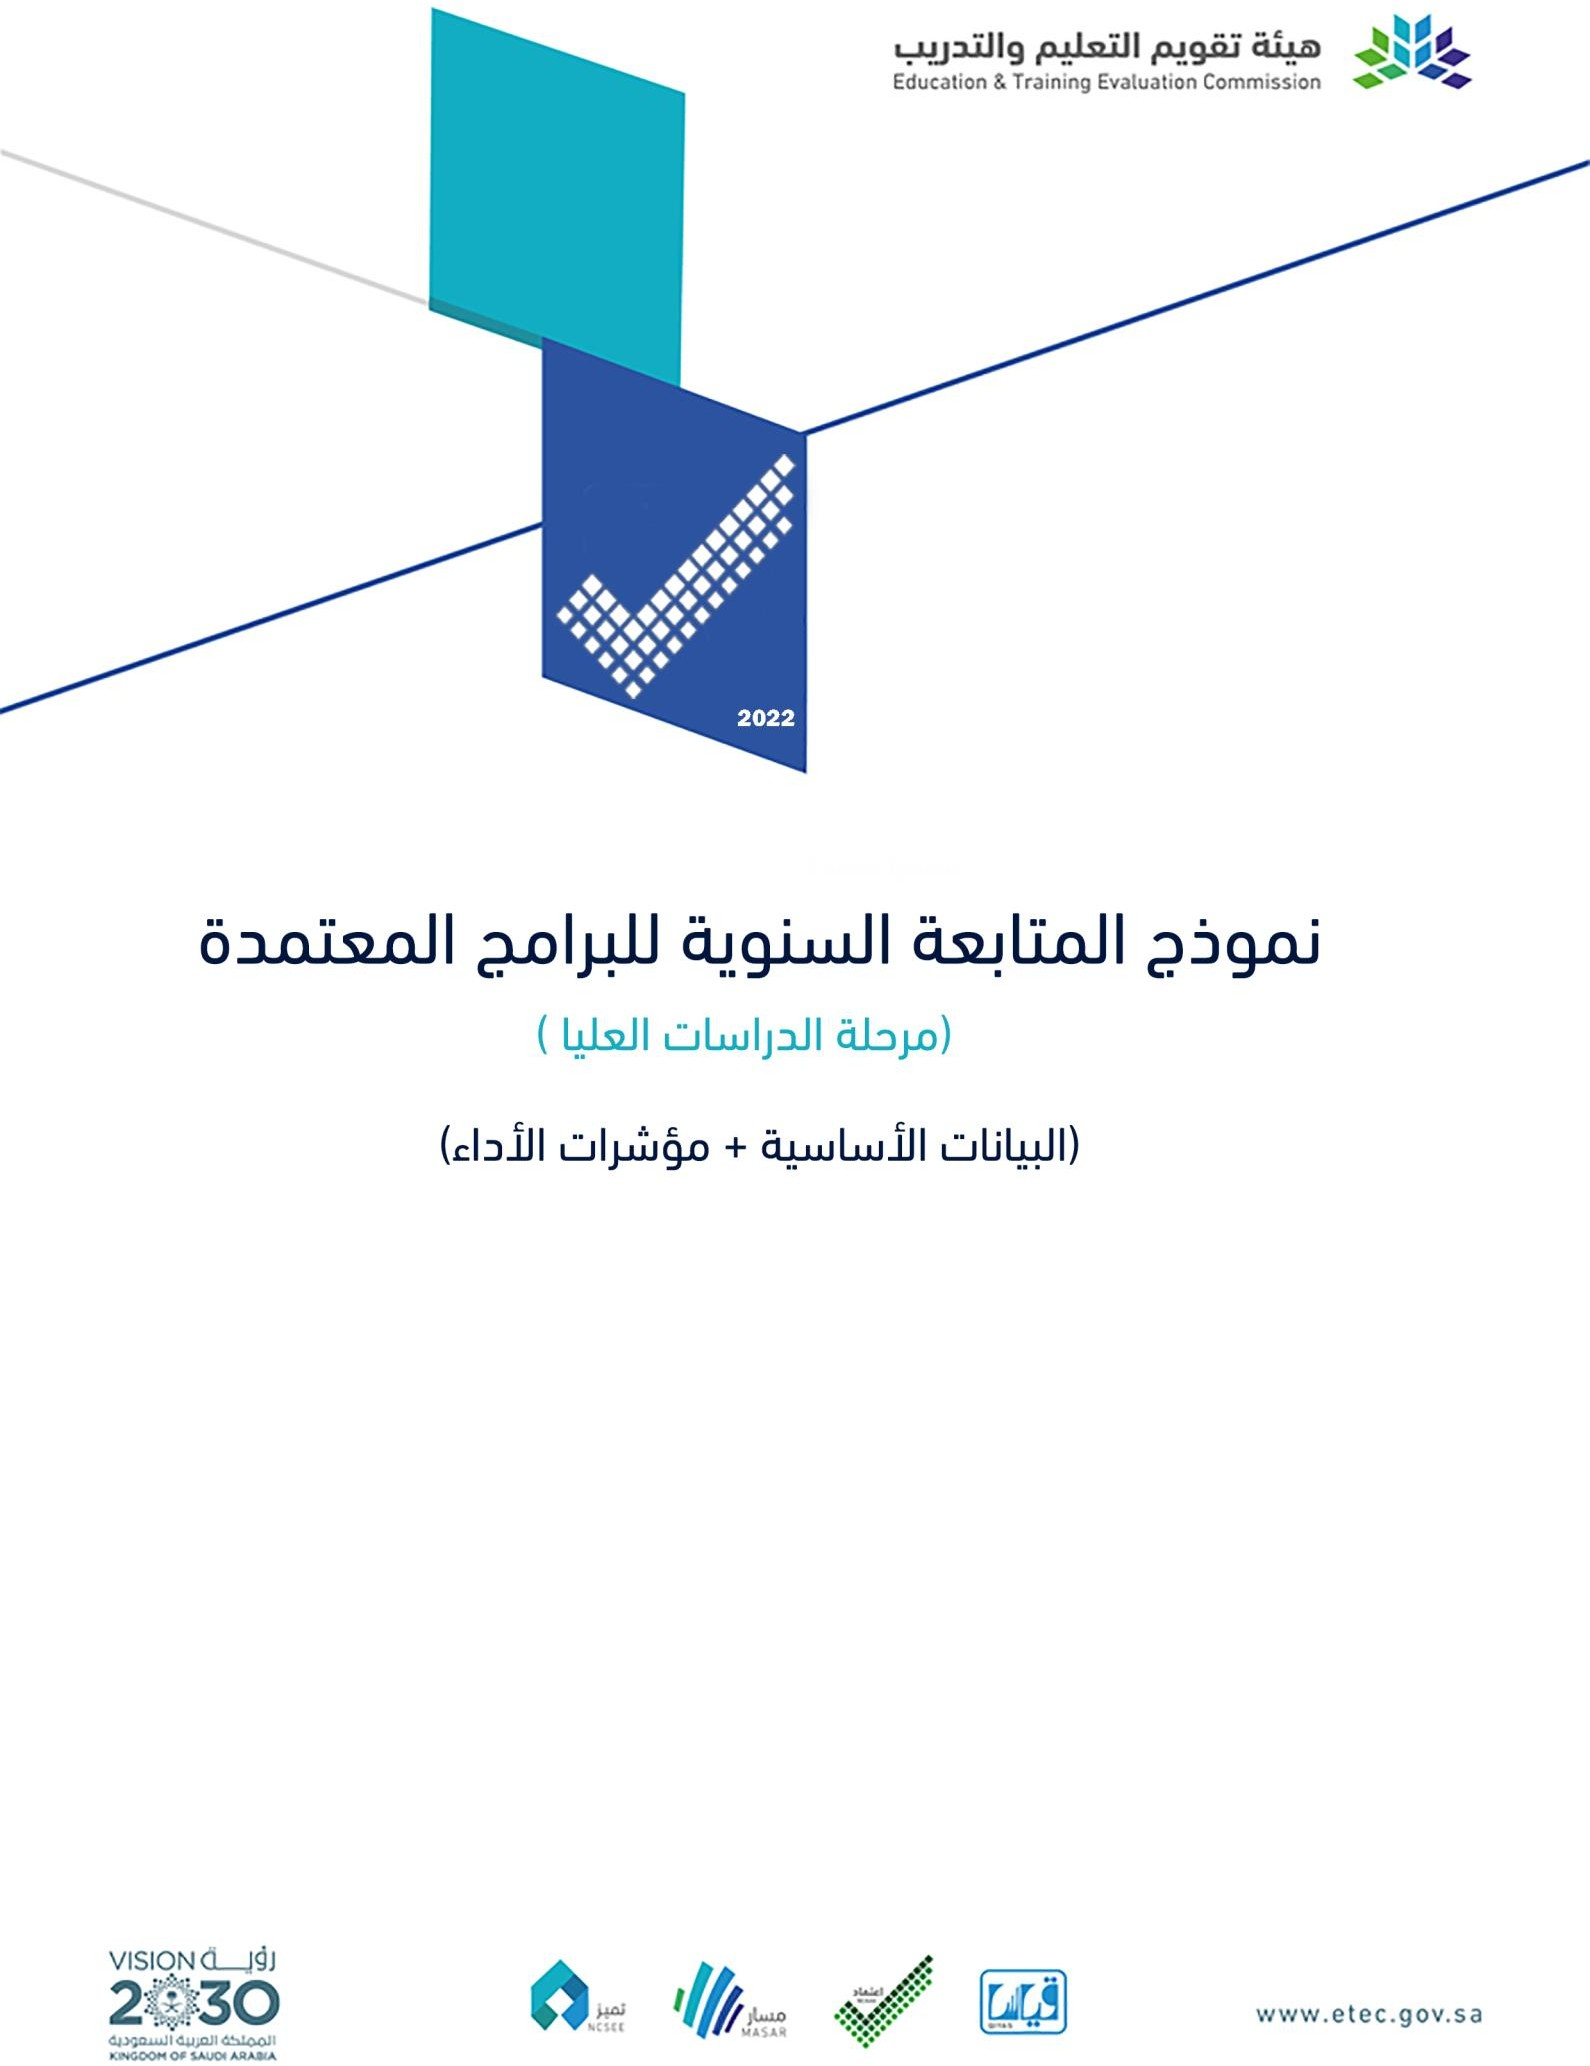 هيئة تقويم التعليم والتدريب
Education & Training Evaluation Commission
2022
نموذج المتابعة السنوية للبرامج المعتمدة
(مرحلة الدراسات العليا )
(البيانات الأساسية + مؤشرات الأداء)
VISION رؤيــة
2030
المملكة العربية السعودية
KINGDOM OF SAUDI ARABIA
تميز
NCSEE
مسار
MASAR
اعتماد
قياس
QIYAS
www.etec.gov.sa